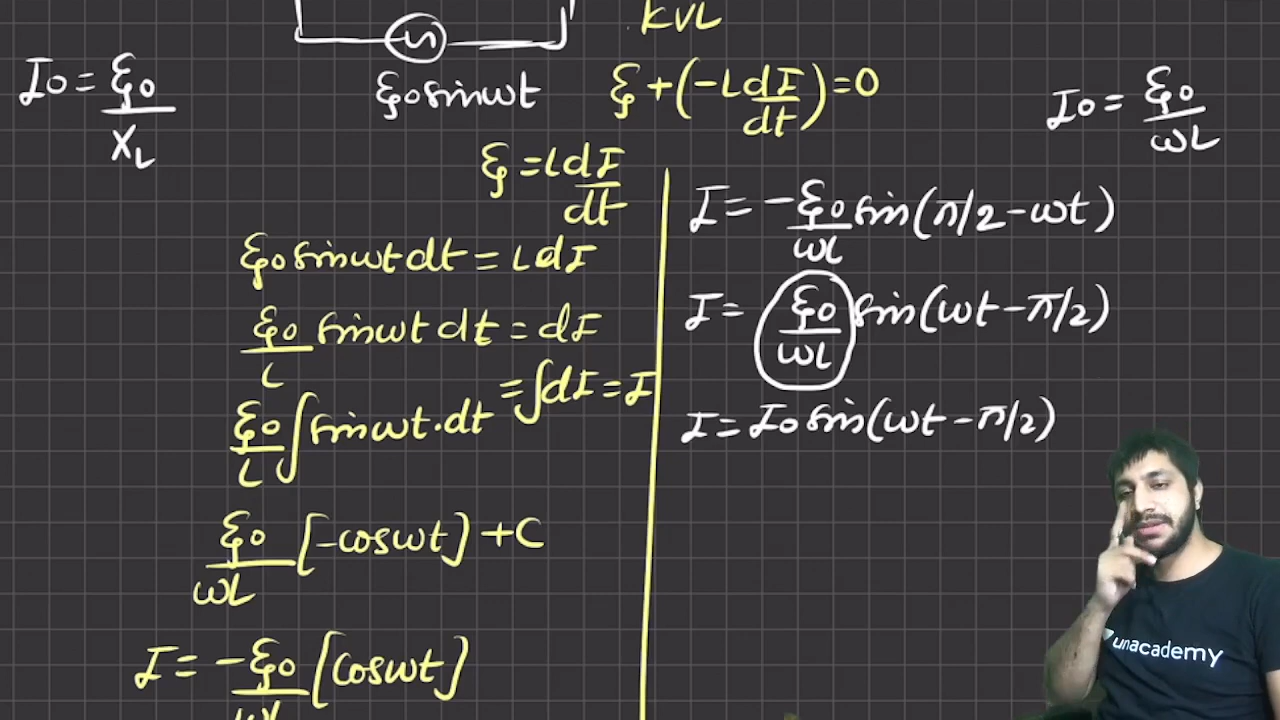 KVL
I0 = ξ0/XL
ξ0 sinωt
ξ + (-L dI/dt) = 0
I0 = ξ0/ωL
ξ = L dI/dt
ξ0 sinωt dt = L dI
ξ0/L sinωt dt = dI
ξ0/L ∫sinωt·dt = ∫dI = I
ξ0/ωL [-cosωt] + C
I = -ξ0/ωL [cosωt]
I = -ξ0/ωL sin(π/2 - ωt)
I = ξ0/ωL sin(ωt - π/2)
I = I0 sin(ωt - π/2)
unacademy